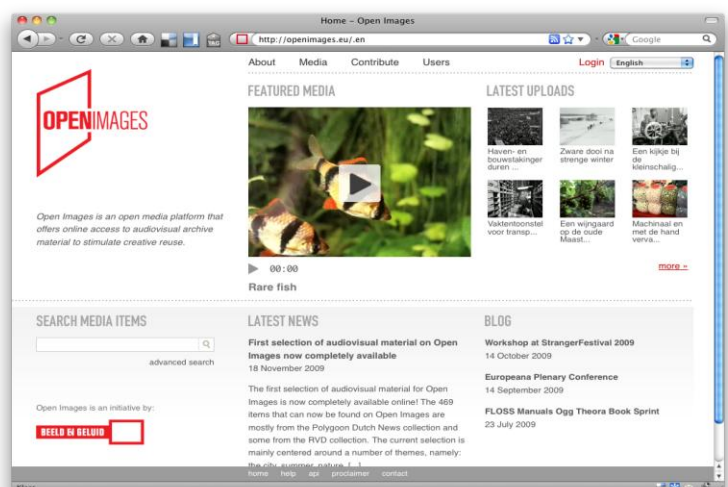 Home – Open Images
http://openimages.eu/.en
Google
About Media Contribute Users
Login English
OPENIMAGES
Open Images is an open media platform that
offers online access to audiovisual archive
material to stimulate creative reuse.
FEATURED MEDIA
00:00
Rare fish
LATEST UPLOADS
Haven- en
bouwstakinger
duren ...
Zware dooi na
strenge winter
Een kijkje bij
de
kleinschalig...
Vaktentoonstel
voor transp...
Een wijngaard
op de oude
Maast...
Machinaal en
met de hand
verva...
more »
SEARCH MEDIA ITEMS
advanced search
Open Images is an initiative by:
BEELD EN GELUID
LATEST NEWS
First selection of audiovisual material on Open
Images now completely available
18 November 2009
The first selection of audiovisual material for Open
Images is now completely available online! The 469
items that can now be found on Open Images are
mostly from the Polygoon Dutch News collection and
some from the RVD collection. The current selection is
mainly centered around a number of themes, namely:
the city, summer, nature, [...]
BLOG
Workshop at StrangerFestival 2009
14 October 2009
Europeana Plenary Conference
14 September 2009
FLOSS Manuals Ogg Theora Book Sprint
23 July 2009
home help api proclaimer contact